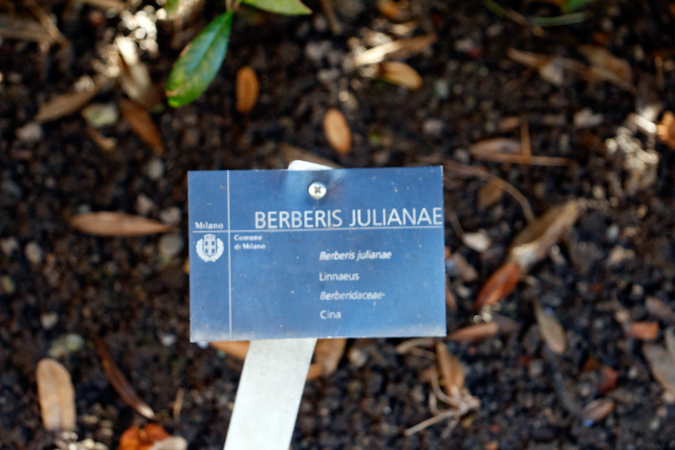 BERBERIS JULIANAE
Milano
Comune
di Milano
Berberis julianae
Linnaeus
Berberidaceae
Cina